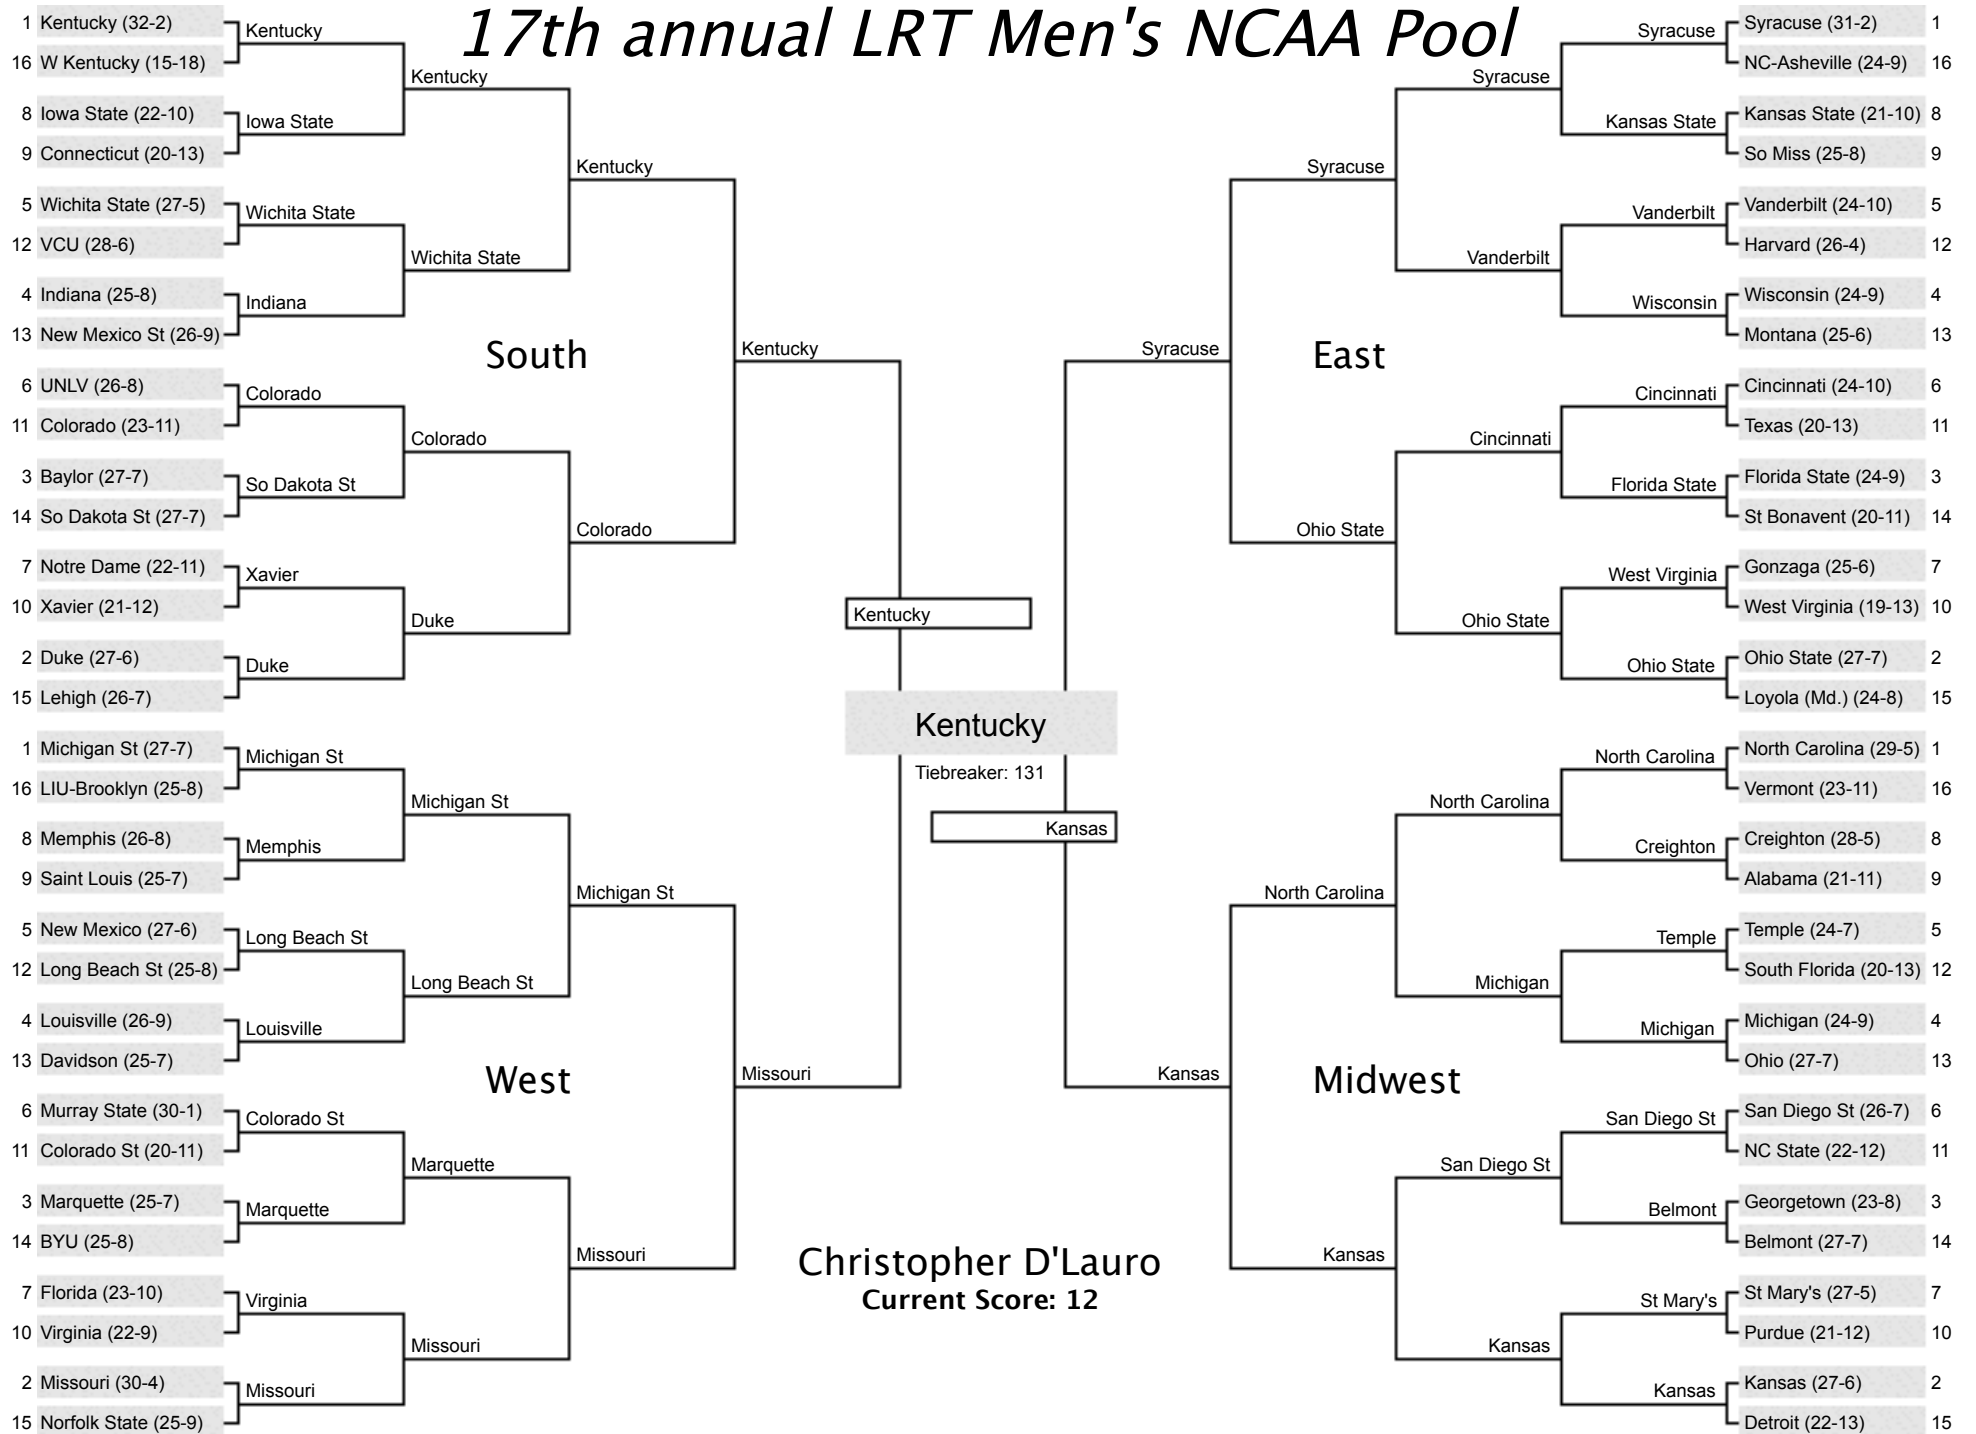 17th annual LRT Men's NCAA Pool
1 Kentucky (32-2)
16 W Kentucky (15-18)
8 Iowa State (22-10)
9 Connecticut (20-13)
5 Wichita State (27-5)
12 VCU (28-6)
4 Indiana (25-8)
13 New Mexico St (26-9)
6 UNLV (26-8)
11 Colorado (23-11)
3 Baylor (27-7)
14 So Dakota St (27-7)
7 Notre Dame (22-11)
10 Xavier (21-12)
2 Duke (27-6)
15 Lehigh (26-7)
Kentucky
Iowa State
Wichita State
Indiana
Colorado
So Dakota St
Xavier
Duke
Kentucky
Wichita State
Colorado
Duke
Kentucky
Colorado
South
Kentucky
1 Michigan St (27-7)
16 LIU-Brooklyn (25-8)
8 Memphis (26-8)
9 Saint Louis (25-7)
5 New Mexico (27-6)
12 Long Beach St (25-8)
4 Louisville (26-9)
13 Davidson (25-7)
6 Murray State (30-1)
11 Colorado St (20-11)
3 Marquette (25-7)
14 BYU (25-8)
7 Florida (23-10)
10 Virginia (22-9)
2 Missouri (30-4)
15 Norfolk State (25-9)
Michigan St
Memphis
Long Beach St
Louisville
Colorado St
Marquette
Virginia
Missouri
Michigan St
Long Beach St
Marquette
Missouri
Michigan St
Missouri
West
Missouri
Kentucky
Kentucky
Tiebreaker: 131
Kansas
Christopher D'Lauro
Current Score: 12
Syracuse
East
Syracuse
Ohio State
Syracuse
Vanderbilt
Cincinnati
Ohio State
Syracuse
Kansas State
Vanderbilt
Wisconsin
Cincinnati
Florida State
West Virginia
Ohio State
Syracuse (31-2) 1
NC-Asheville (24-9) 16
Kansas State (21-10) 8
So Miss (25-8) 9
Vanderbilt (24-10) 5
Harvard (26-4) 12
Wisconsin (24-9) 4
Montana (25-6) 13
Cincinnati (24-10) 6
Texas (20-13) 11
Florida State (24-9) 3
St Bonavent (20-11) 14
Gonzaga (25-6) 7
West Virginia (19-13) 10
Ohio State (27-7) 2
Loyola (Md.) (24-8) 15
Kansas
Midwest
North Carolina
Kansas
North Carolina
Michigan
San Diego St
Kansas
North Carolina
Creighton
Temple
Michigan
San Diego St
Belmont
St Mary's
Kansas
North Carolina (29-5) 1
Vermont (23-11) 16
Creighton (28-5) 8
Alabama (21-11) 9
Temple (24-7) 5
South Florida (20-13) 12
Michigan (24-9) 4
Ohio (27-7) 13
San Diego St (26-7) 6
NC State (22-12) 11
Georgetown (23-8) 3
Belmont (27-7) 14
St Mary's (27-5) 7
Purdue (21-12) 10
Kansas (27-6) 2
Detroit (22-13) 15